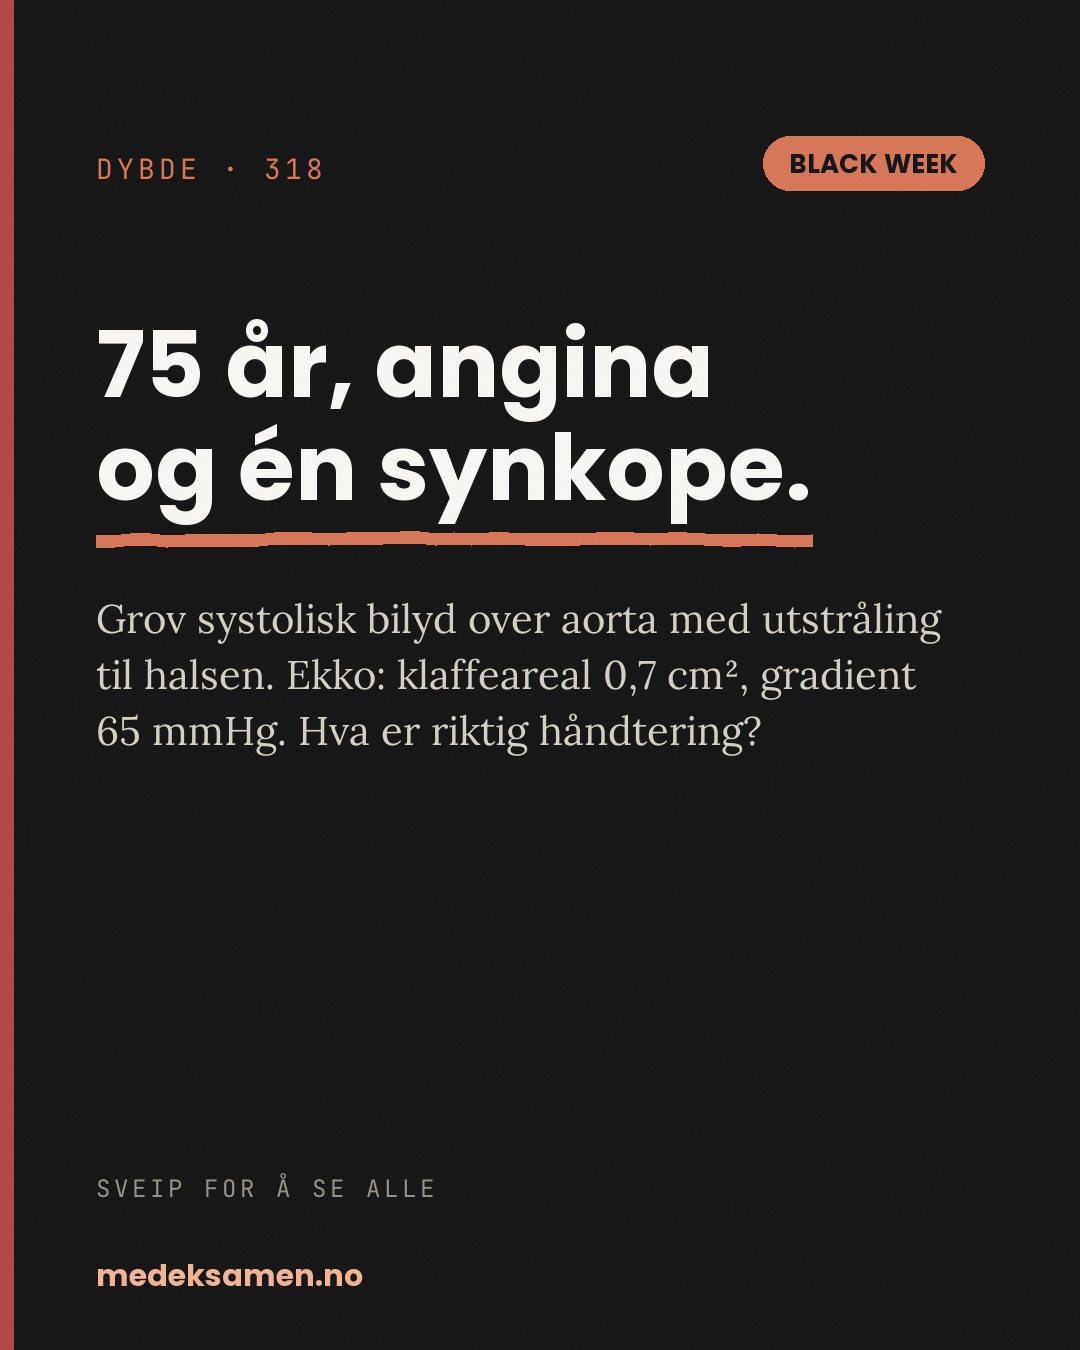 DYBDE · 318
BLACK WEEK
75 år, angina
og én synkope.
Grov systolisk bilyd over aorta med utstråling
til halsen. Ekko: klaffeareal 0,7 cm², gradient
65 mmHg. Hva er riktig håndtering?
SVEIP FOR Å SE ALLE
medeksamen.no